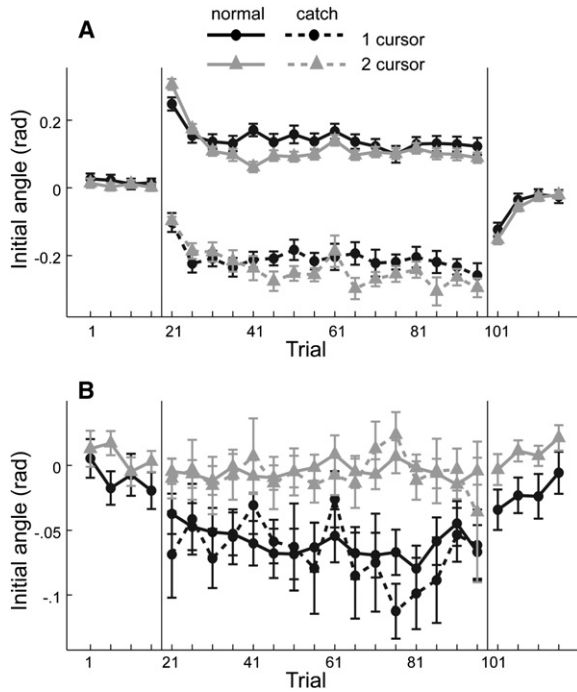 normal catch
A
1 cursor
2 cursor
Initial angle (rad)
0.2
0
-0.2
1 21 41 61 81 101
Trial
B
Initial angle (rad)
0
-.05
-.1
1 21 41 61 81 101
Trial